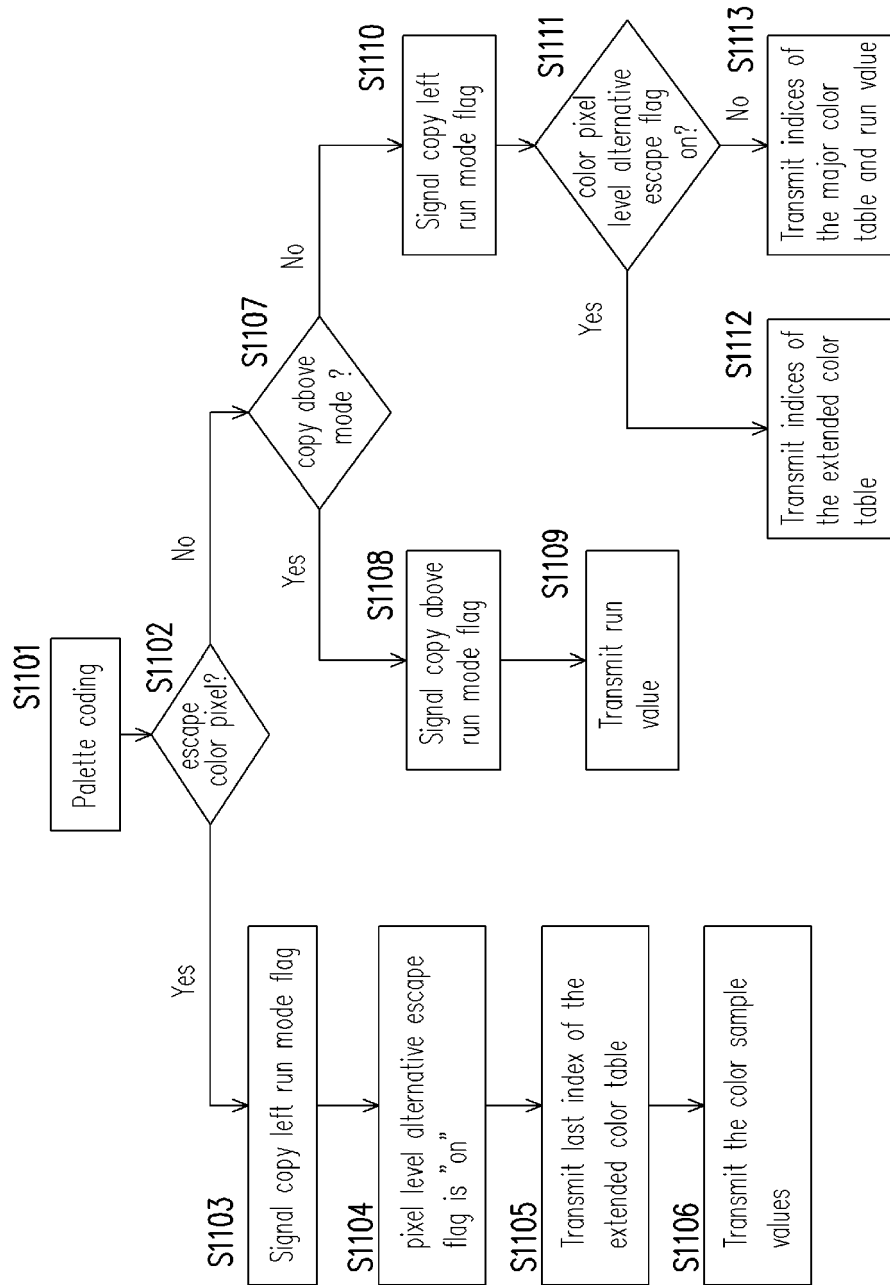 S1101
Palette coding
S1102
escape
color pixel?
Yes
No
S1103
Signal copy left run mode flag
S1104
pixel level alternative escape
flag is "on"
S1105
Transmit last index of the
extended color table
S1106
Transmit the color sample
values
S1107
copy above
mode ?
Yes
No
S1108
Signal copy above
run mode flag
S1109
Transmit run
value
S1110
Signal copy left
run mode flag
S1111
color pixel
level alternative
escape flag
on?
Yes
No
S1112
Transmit indices of
the extended color
table
S1113
Transmit indices of
the major color
table and run value